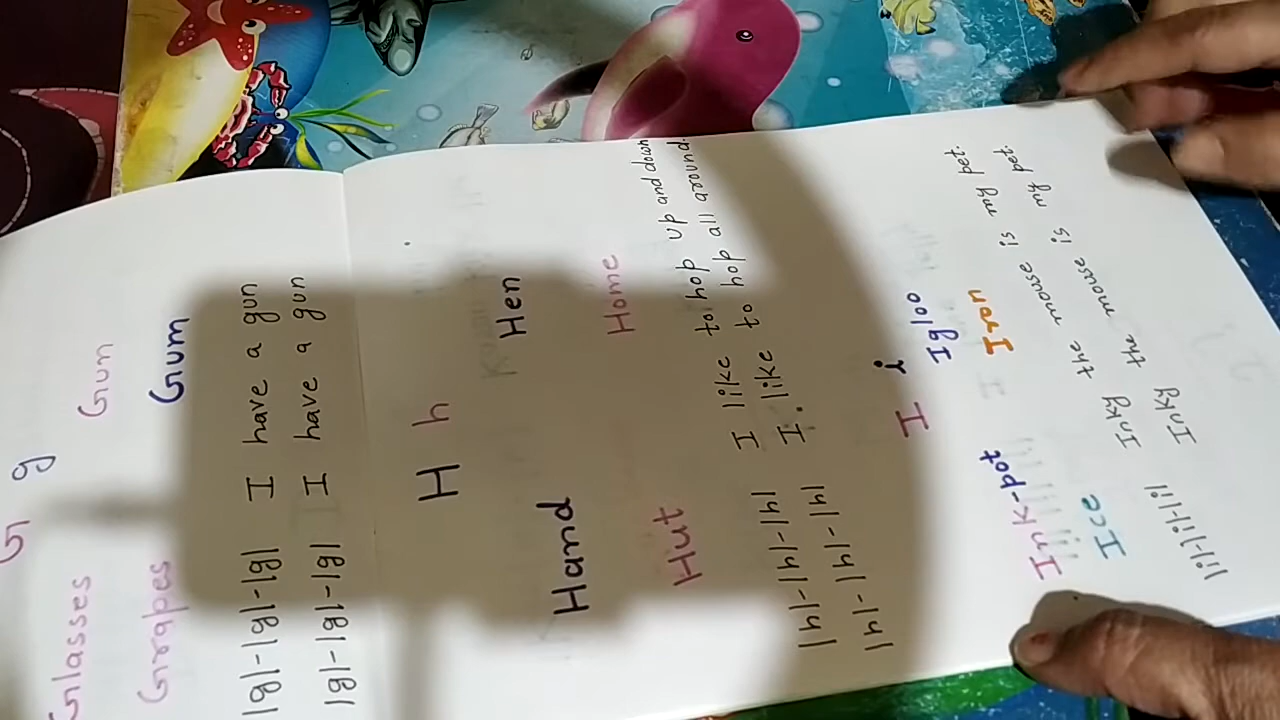 G g
Glasses Gum
Grapes Gum
|g|-|g|-|g| I have a gun
|g|-|g|-|g| I have a gun
H h
Hand Hen
Hut Home
|h|-|h|-|h| I like to hop up and down
|h|-|h|-|h| I. like to hop all around.
I i
Ink-pot Igloo
Ice Iron
|i|-|i|-|i| Inky the mouse is my pet.
Inky the mouse is my pet